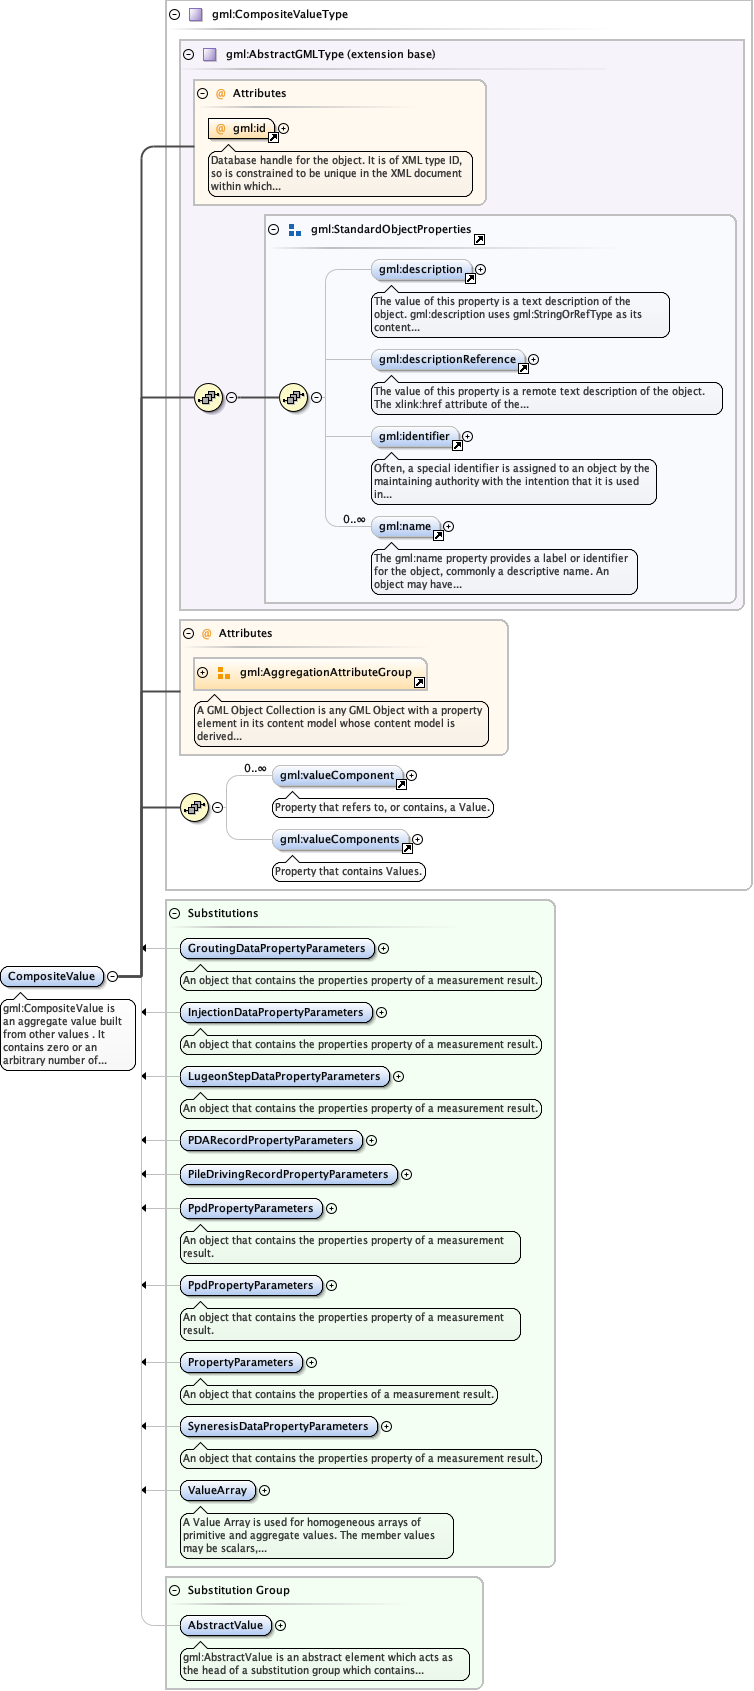 gml:CompositeValueType
gml:AbstractGMLType (extension base)
@ Attributes
@ gml:id
Database handle for the object. It is of XML type ID,
so is constrained to be unique in the XML document
within which...
gml:StandardObjectProperties
gml:description
The value of this property is a text description of the
object. gml:description uses gml:StringOrRefType as its
content...
gml:descriptionReference
The value of this property is a remote text description of the object.
The xlink:href attribute of the...
gml:identifier
Often, a special identifier is assigned to an object by the
maintaining authority with the intention that it is used
in...
0..∞
gml:name
The gml:name property provides a label or identifier
for the object, commonly a descriptive name. An
object may have...
@ Attributes
gml:AggregationAttributeGroup
A GML Object Collection is any GML Object with a property
element in its content model whose content model is
derived...
0..∞
gml:valueComponent
Property that refers to, or contains, a Value.
gml:valueComponents
Property that contains Values.
Substitutions
GroutingDataPropertyParameters
An object that contains the properties property of a measurement result.
CompositeValue
gml:CompositeValue is
an aggregate value built
from other values . It
contains zero or an
arbitrary number of...
InjectionDataPropertyParameters
An object that contains the properties property of a measurement result.
LugeonStepDataPropertyParameters
An object that contains the properties property of a measurement result.
PDARecordPropertyParameters
PileDrivingRecordPropertyParameters
PpdPropertyParameters
An object that contains the properties property of a measurement
result.
PpdPropertyParameters
An object that contains the properties property of a measurement
result.
PropertyParameters
An object that contains the properties of a measurement result.
SyneresisDataPropertyParameters
An object that contains the properties property of a measurement result.
ValueArray
A Value Array is used for homogeneous arrays of
primitive and aggregate values. The member values
may be scalars,...
Substitution Group
AbstractValue
gml:AbstractValue is an abstract element which acts as
the head of a substitution group which contains...